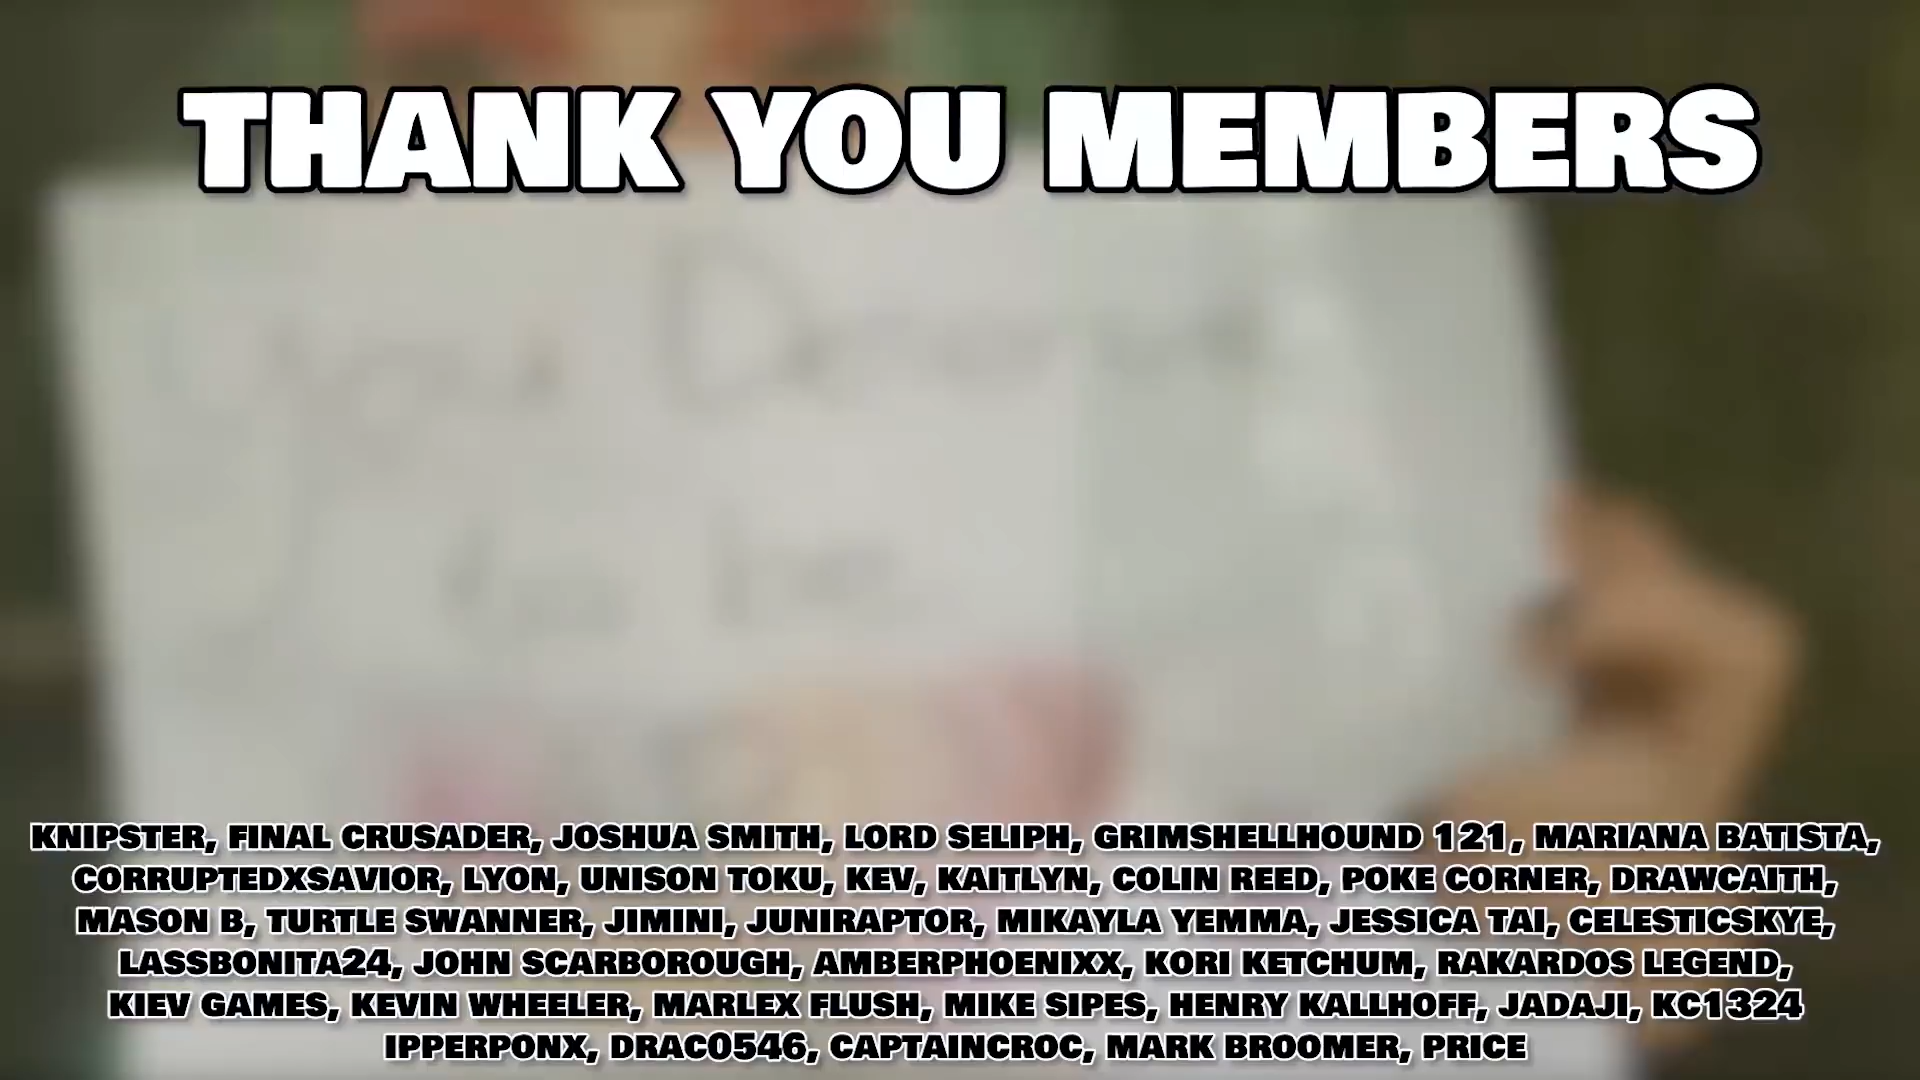 THANK YOU MEMBERS
KNIPSTER, FINAL CRUSADER, JOSHUA SMITH, LORD SELIPH, GRIMSHELLHOUND 121, MARIANA BATISTA,
CORRUPTEDXSAVIOR, LYON, UNISON TOKU, KEV, KAITLYN, COLIN REED, POKE CORNER, DRAWCAITH,
MASON B, TURTLE SWANNER, JIMINI, JUNIRAPTOR, MIKAYLA YEMMA, JESSICA TAI, CELESTICSKYE,
LASSBONITA24, JOHN SCARBOROUGH, AMBERPHOENIXX, KORI KETCHUM, RAKARDOS LEGEND,
KIEV GAMES, KEVIN WHEELER, MARLEX FLUSH, MIKE SIPES, HENRY KALLHOFF, JADAJI, KC1324
IPPERPONX, DRAC0546, CAPTAINCROC, MARK BROOMER, PRICE